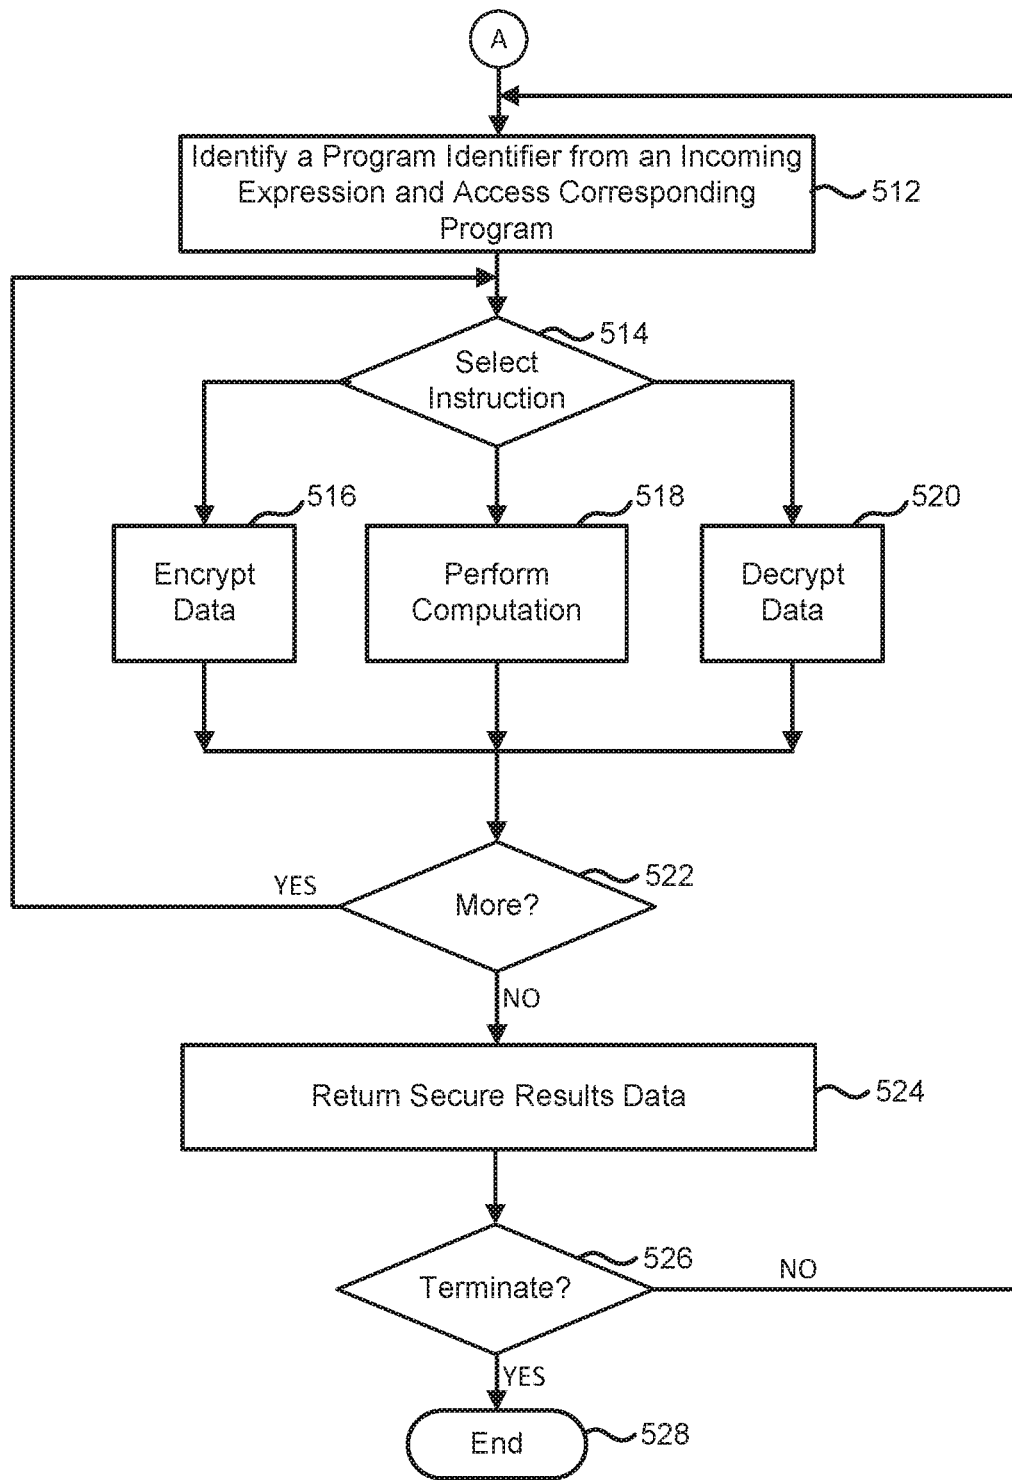 A
Identify a Program Identifier from an Incoming
Expression and Access Corresponding
Program
512
514
Select
Instruction
516
518
520
Encrypt
Data
Perform
Computation
Decrypt
Data
522
YES
More?
NO
Return Secure Results Data
524
526
Terminate?
NO
YES
End
528